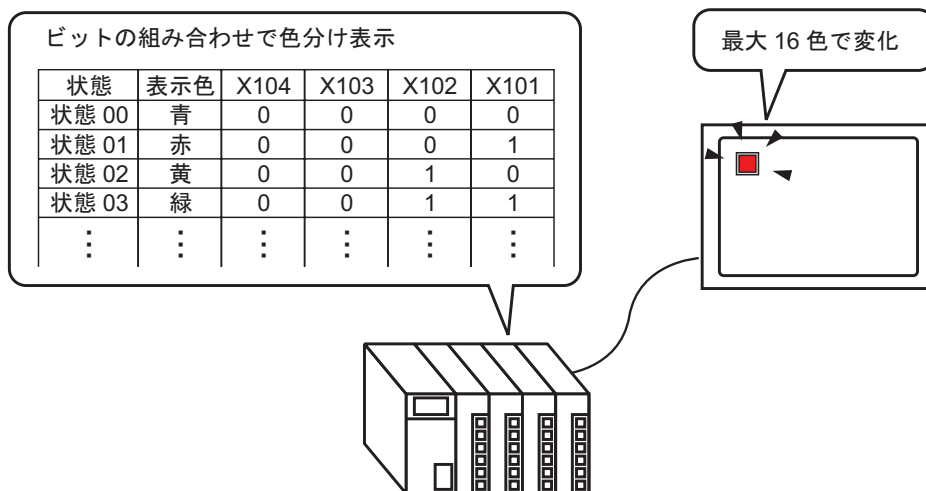 ビットの組み合わせで色分け表示
状態 表示色 X104 X103 X102 X101
状態 00 青 0 0 0 0
状態 01 赤 0 0 0 1
状態 02 黄 0 0 1 0
状態 03 緑 0 0 1 1
⋮ ⋮ ⋮ ⋮ ⋮ ⋮
最大 16 色で変化